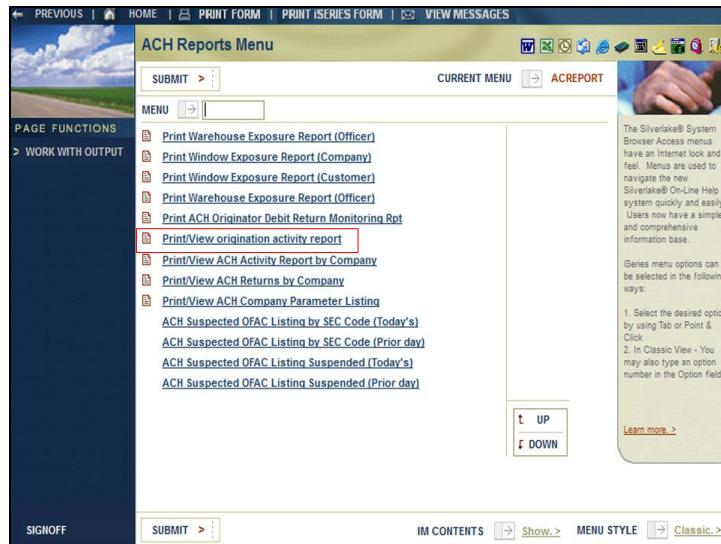 PREVIOUS | HOME | PRINT FORM | PRINT iSERIES FORM | VIEW MESSAGES
ACH Reports Menu
SUBMIT >
CURRENT MENU ACREPORT
MENU
PAGE FUNCTIONS
> WORK WITH OUTPUT
Print Warehouse Exposure Report (Officer)
Print Window Exposure Report (Company)
Print Window Exposure Report (Customer)
Print Warehouse Exposure Report (Officer)
Print ACH Originator Debit Return Monitoring Rpt
Print/View origination activity report
Print/View ACH Activity Report by Company
Print/View ACH Returns by Company
Print/View ACH Company Parameter Listing
ACH Suspected OFAC Listing by SEC Code (Today's)
ACH Suspected OFAC Listing by SEC Code (Prior day)
ACH Suspected OFAC Listing Suspended (Today's)
ACH Suspected OFAC Listing Suspended (Prior day)
UP
DOWN
The Silverlake® System
Browser Access menus
have an Internet look and
feel. Menus are used to
navigate the new
Silverlake® On-Line Help
system quickly and easily
Users now have a simple
and comprehensive
information base.
iSeries menu options can
be selected in the followin
ways:
1. Select the desired optio
by using Tab or Point &
Click
2. In Classic View - You
may also type an option
number in the Option field
Learn more. >
SIGNOFF
SUBMIT >
IM CONTENTS Show. > MENU STYLE Classic. >